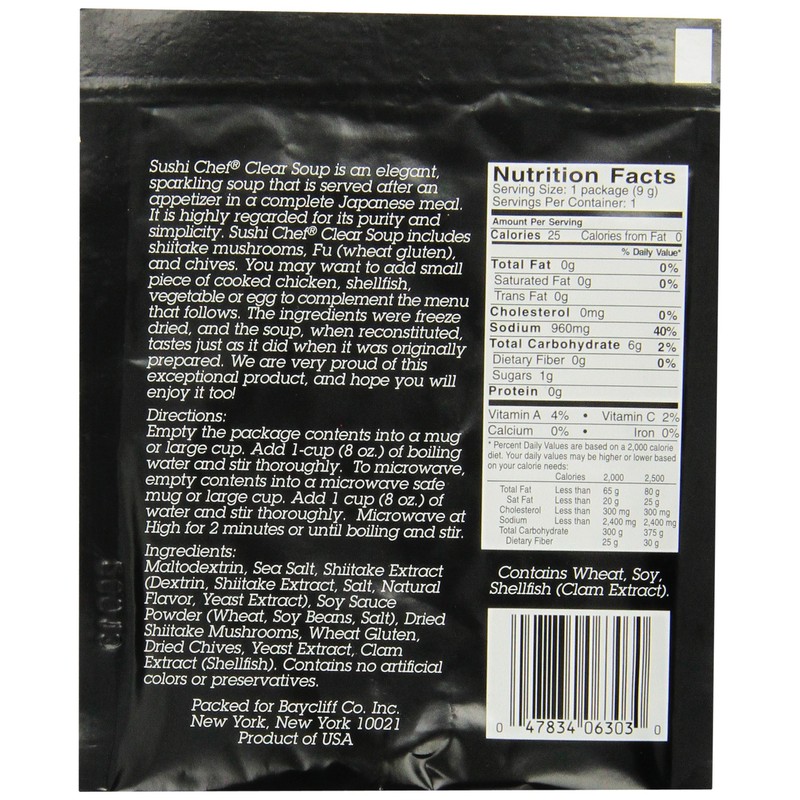 Sushi Chef® Clear Soup is an elegant,
sparkling soup that is served after an
appetizer in a complete Japanese meal.
It is highly regarded for its purity and
simplicity. Sushi Chef® Clear Soup includes
shiitake mushrooms, Fu (wheat gluten),
and chives. You may want to add small
piece of cooked chicken, shellfish,
vegetable or egg to complement the menu
that follows. The ingredients were freeze
dried, and the soup, when reconstituted,
tastes just as it did when it was originally
prepared. We are very proud of this
exceptional product, and hope you will
enjoy it too!
Directions:
Empty the package contents into a mug
or large cup. Add 1-cup (8 oz.) of boiling
water and stir thoroughly. To microwave,
empty contents into a microwave safe
mug or large cup. Add 1 cup (8 oz.) of
water and stir thoroughly. Microwave at
High for 2 minutes or until boiling and stir.
Ingredients:
Maltodextrin, Sea Salt, Shiitake Extract
(Dextrin, Shiitake Extract, Salt, Natural
Flavor, Yeast Extract), Soy Sauce
Powder (Wheat, Soy Beans, Salt), Dried
Shiitake Mushrooms, Wheat Gluten,
Dried Chives, Yeast Extract, Clam
Extract (Shellfish). Contains no artificial
colors or preservatives.
Packed for Baycliff Co. Inc.
New York, New York 10021
Product of USA
Nutrition Facts
Serving Size: 1 package (9 g)
Servings Per Container: 1
Amount Per Serving
Calories 25 Calories from Fat 0
% Daily Value*
Total Fat 0g 0%
Saturated Fat 0g 0%
Trans Fat 0g
Cholesterol 0mg 0%
Sodium 960mg 40%
Total Carbohydrate 6g 2%
Dietary Fiber 0g 0%
Sugars 1g
Protein 0g
Vitamin A 4% • Vitamin C 2%
Calcium 0% • Iron 0%
* Percent Daily Values are based on a 2,000 calorie
diet. Your daily values may be higher or lower based
on your calorie needs:
Calories 2,000 2,500
Total Fat Less than 65 g 80 g
Sat Fat Less than 20 g 25 g
Cholesterol Less than 300 mg 300 mg
Sodium Less than 2,400 mg 2,400 mg
Total Carbohydrate 300 g 375 g
Dietary Fiber 25 g 30 g
Contains Wheat, Soy,
Shellfish (Clam Extract).
0 47834 06303 0